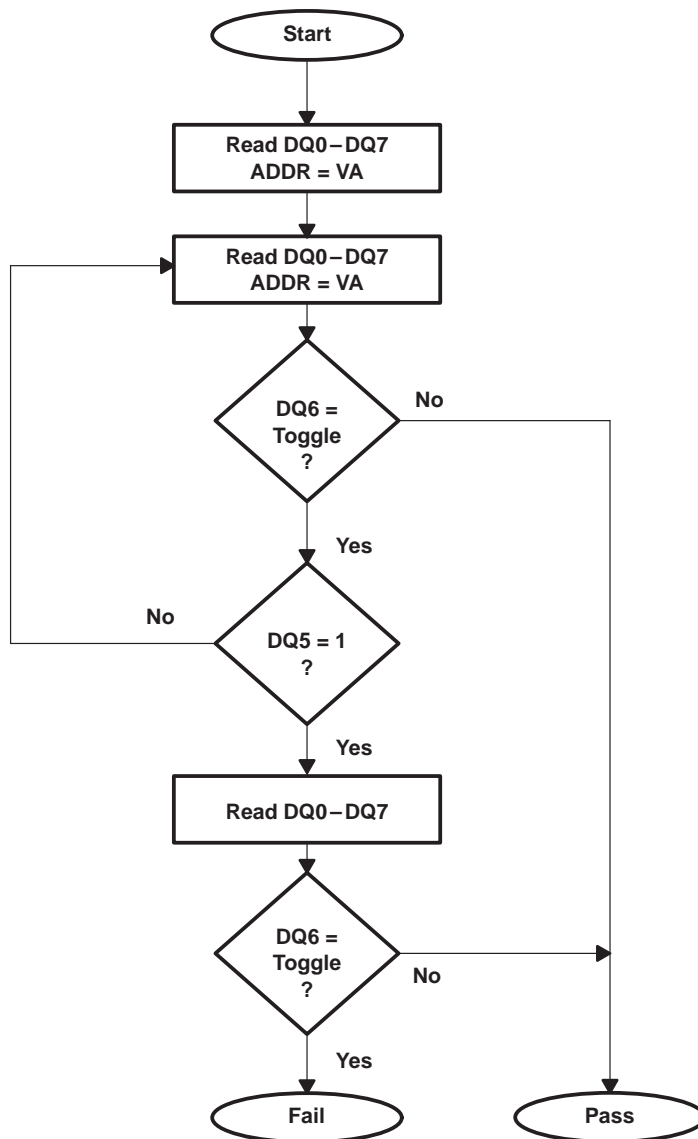 Start
Read DQ0–DQ7
ADDR = VA
Read DQ0–DQ7
ADDR = VA
DQ6 =
Toggle
?
No
Yes
DQ5 = 1
?
No
Yes
Read DQ0–DQ7
DQ6 =
Toggle
?
No
Yes
Fail
Pass